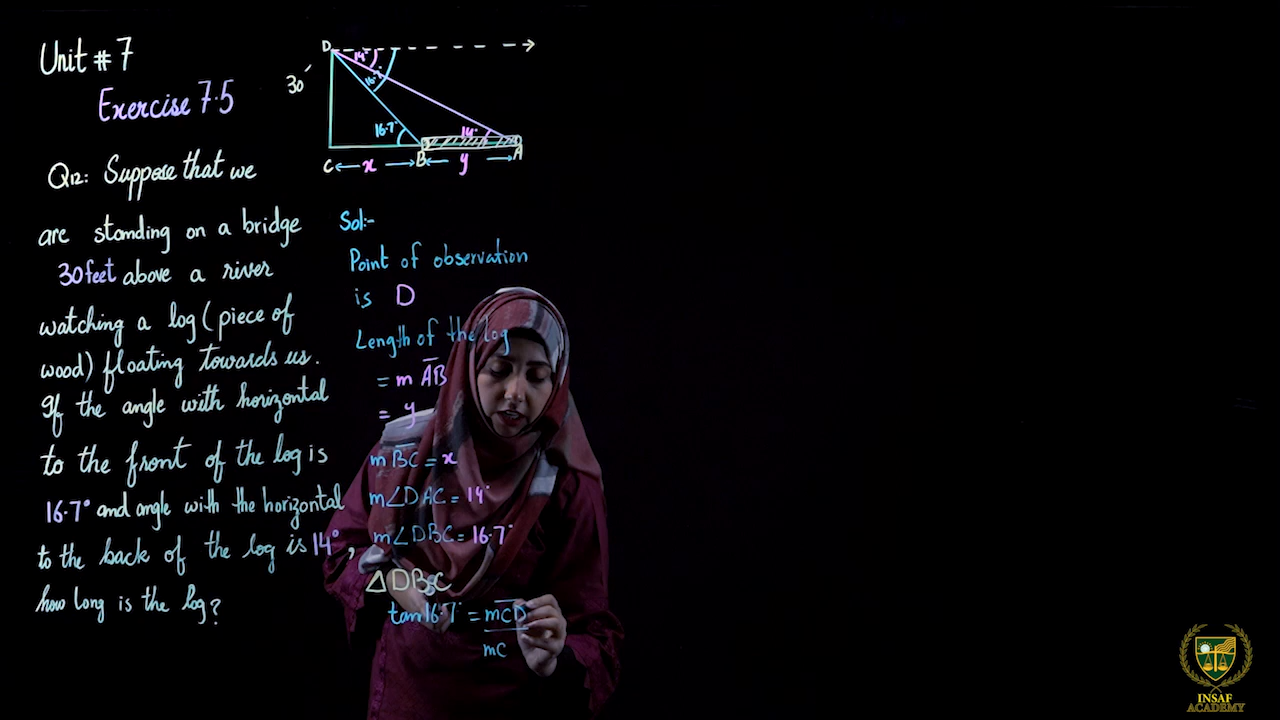 Unit # 7
Exercise 7.5
Q12: Suppose that we
are standing on a bridge
30 feet above a river
watching a log (piece of
wood) floating towards us.
If the angle with horizontal
to the front of the log is
16.7° and angle with the horizontal
to the back of the log is 14°,
how long is the log?
D
14°
16.7°
30'
16.7°
14°
C x B y A
Sol:-
Point of observation
is D
Length of the log
= m AB
= y
m BC = x
m∠DAC = 14°
m∠DBC = 16.7°
△DBC
tan 16.7° = mCD
mC
INSAF
ACADEMY